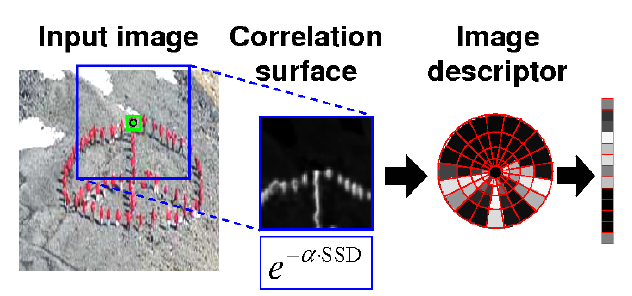 Input image
Correlation
surface
Image
descriptor
e^{-α·SSD}